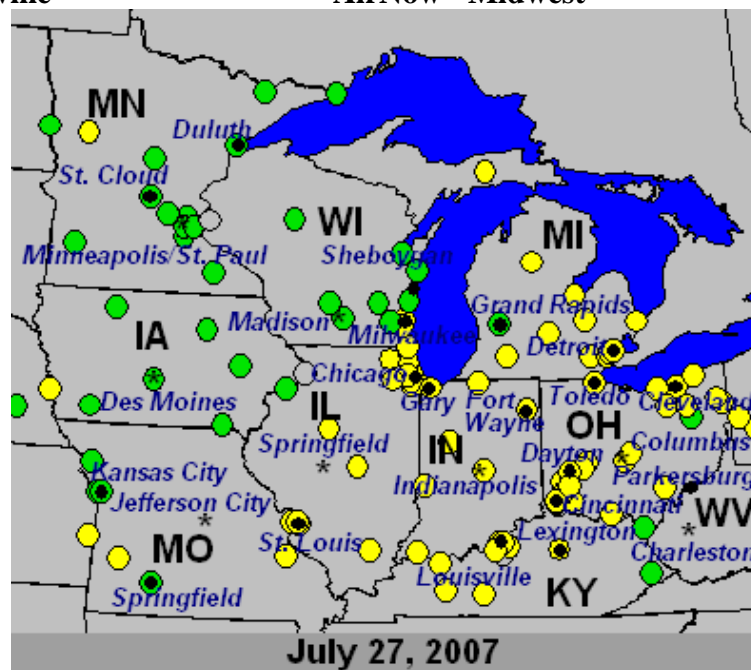 AirNow - Midwest
MN
Duluth
St. Cloud
WI
MI
Minneapolis/St. Paul
Sheboygan
Grand Rapids
Madison
Milwaukee
IA
Detroit
Chicago
Des Moines
Gary Fort Wayne
Toledo
Cleveland
IL
OH
Springfield
IN
Dayton
Columbus
Kansas City
Indianapolis
Parkersburg
Jefferson City
Cincinnati
WV
St. Louis
Lexington
Charleston
MO
Louisville
KY
Springfield
July 27, 2007